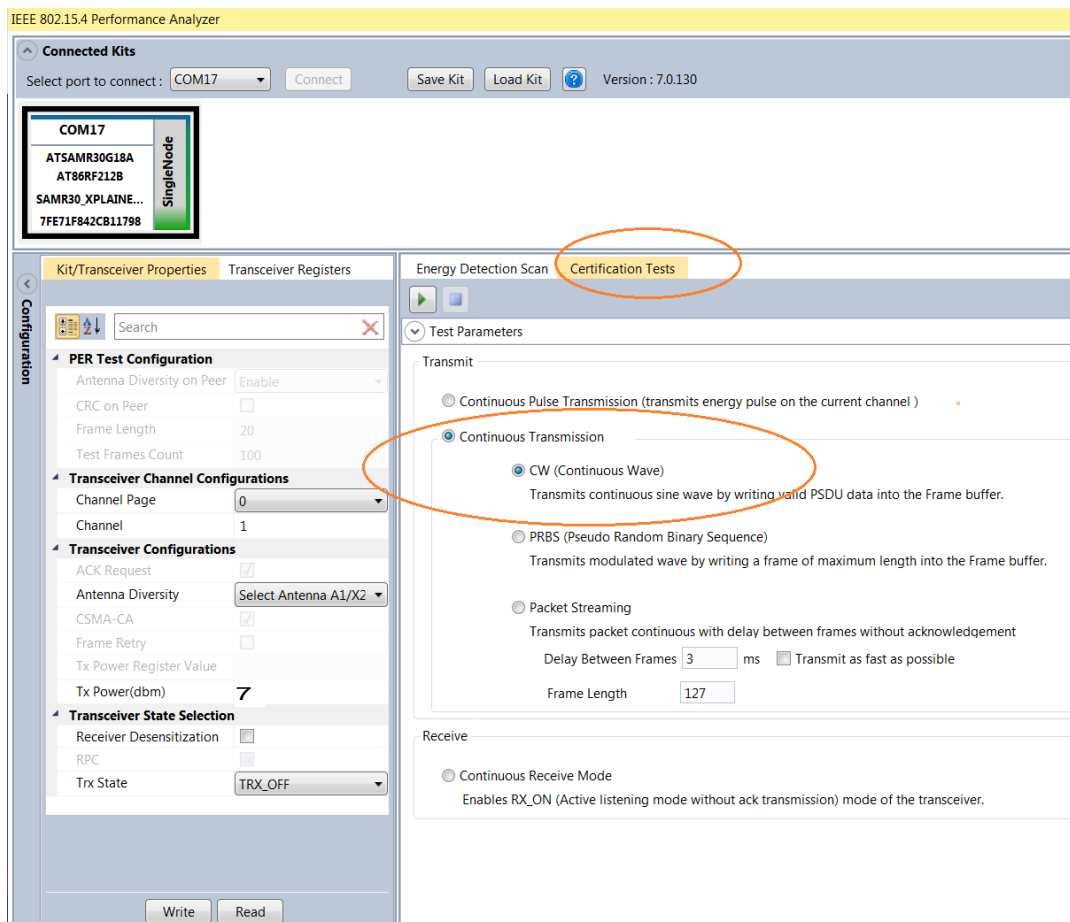 IEEE 802.15.4 Performance Analyzer
Connected Kits
Select port to connect : COM17 Connect Save Kit Load Kit ? Version : 7.0.130
COM17
ATSAMR30G18A
AT86RF212B
SAMR30_XPLAINE...
7FE71F842CB11798
SingleNode
Configuration
Kit/Transceiver Properties Transceiver Registers
Search
PER Test Configuration
Antenna Diversity on Peer Enable
CRC on Peer
Frame Length 20
Test Frames Count 100
Transceiver Channel Configurations
Channel Page 0
Channel 1
Transceiver Configurations
ACK Request
Antenna Diversity Select Antenna A1/X2
CSMA-CA
Frame Retry
Tx Power Register Value
Tx Power(dbm) 7
Transceiver State Selection
Receiver Desensitization
RPC
Trx State TRX_OFF
Write Read
Energy Detection Scan Certification Tests
Test Parameters
Transmit
Continuous Pulse Transmission (transmits energy pulse on the current channel )
Continuous Transmission
CW (Continuous Wave)
Transmits continuous sine wave by writing valid PSDU data into the Frame buffer.
PRBS (Pseudo Random Binary Sequence)
Transmits modulated wave by writing a frame of maximum length into the Frame buffer.
Packet Streaming
Transmits packet continuous with delay between frames without acknowledgement
Delay Between Frames 3 ms Transmit as fast as possible
Frame Length 127
Receive
Continuous Receive Mode
Enables RX_ON (Active listening mode without ack transmission) mode of the transceiver.